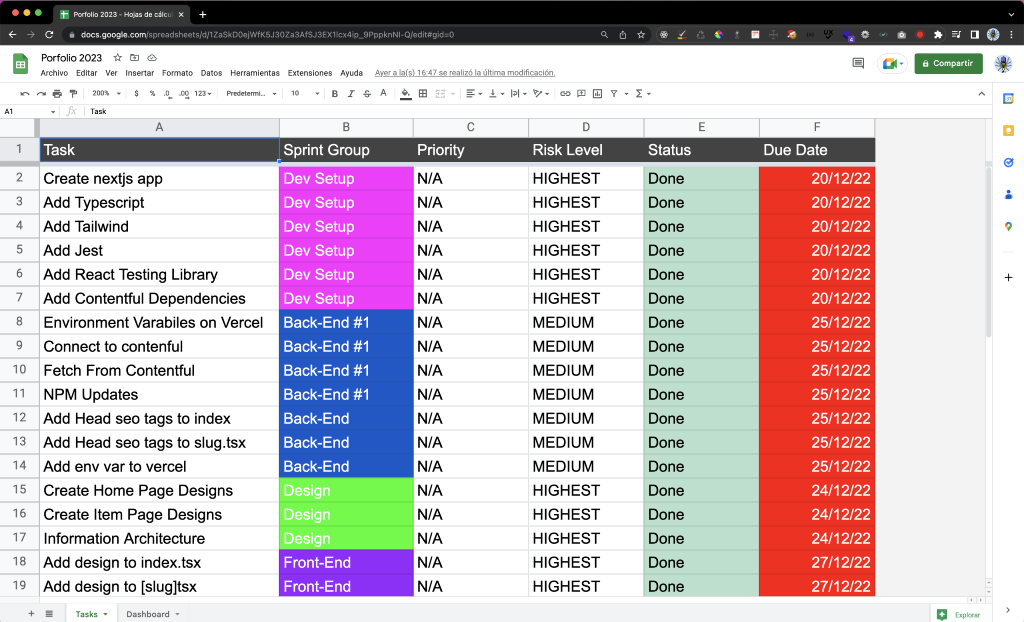 Porfolio 2023 - Hojas de cálcu
docs.google.com/spreadsheets/d/1ZaSkD0ejWfK5J30Za3AfSJ3EX1lcx4ip_9PppknNl-Q/edit#gid=0
Porfolio 2023
Archivo Editar Ver Insertar Formato Datos Herramientas Extensiones Ayuda Ayer a la(s) 16:47 se realizó la última modificación.
Compartir
200% $ % .0 .00 123 Predetermi... 10 B I S A
A1 fx Task
A B C D E F
1 Task Sprint Group Priority Risk Level Status Due Date
2 Create nextjs app Dev Setup N/A HIGHEST Done 20/12/22
3 Add Typescript Dev Setup N/A HIGHEST Done 20/12/22
4 Add Tailwind Dev Setup N/A HIGHEST Done 20/12/22
5 Add Jest Dev Setup N/A HIGHEST Done 20/12/22
6 Add React Testing Library Dev Setup N/A HIGHEST Done 20/12/22
7 Add Contentful Dependencies Dev Setup N/A HIGHEST Done 20/12/22
8 Environment Varabiles on Vercel Back-End #1 N/A MEDIUM Done 25/12/22
9 Connect to contenful Back-End #1 N/A MEDIUM Done 25/12/22
10 Fetch From Contentful Back-End #1 N/A MEDIUM Done 25/12/22
11 NPM Updates Back-End #1 N/A MEDIUM Done 25/12/22
12 Add Head seo tags to index Back-End N/A MEDIUM Done 25/12/22
13 Add Head seo tags to slug.tsx Back-End N/A MEDIUM Done 25/12/22
14 Add env var to vercel Back-End N/A MEDIUM Done 25/12/22
15 Create Home Page Designs Design N/A HIGHEST Done 24/12/22
16 Create Item Page Designs Design N/A HIGHEST Done 24/12/22
17 Information Architecture Design N/A HIGHEST Done 24/12/22
18 Add design to index.tsx Front-End N/A HIGHEST Done 27/12/22
19 Add design to [slug]tsx Front-End N/A HIGHEST Done 27/12/22
Tasks Dashboard Explorar